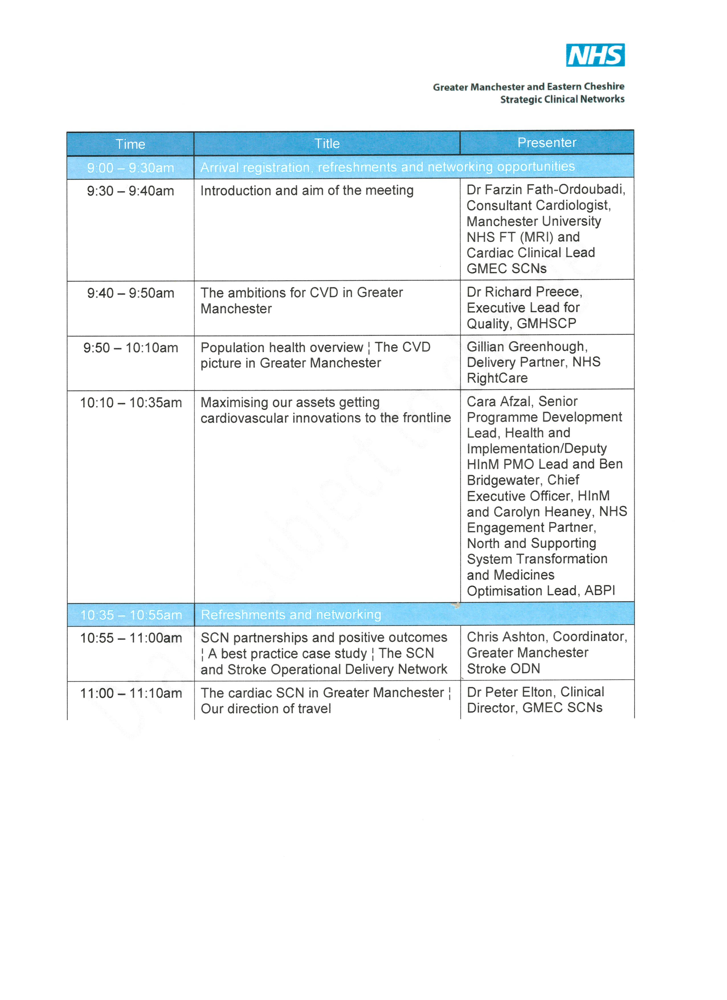 NHS
Greater Manchester and Eastern Cheshire
Strategic Clinical Networks
Time Title Presenter
9:00 – 9:30am Arrival registration, refreshments and networking opportunities
9:30 – 9:40am Introduction and aim of the meeting Dr Farzin Fath-Ordoubadi,
Consultant Cardiologist,
Manchester University
NHS FT (MRI) and
Cardiac Clinical Lead
GMEC SCNs
9:40 – 9:50am The ambitions for CVD in Greater Dr Richard Preece,
Manchester Executive Lead for
Quality, GMHSCP
9:50 – 10:10am Population health overview ¦ The CVD Gillian Greenhough,
picture in Greater Manchester Delivery Partner, NHS
RightCare
10:10 – 10:35am Maximising our assets getting Cara Afzal, Senior
cardiovascular innovations to the frontline Programme Development
Lead, Health and
Implementation/Deputy
HInM PMO Lead and Ben
Bridgewater, Chief
Executive Officer, HInM
and Carolyn Heaney, NHS
Engagement Partner,
North and Supporting
System Transformation
and Medicines
Optimisation Lead, ABPI
10:35 – 10:55am Refreshments and networking
10:55 – 11:00am SCN partnerships and positive outcomes Chris Ashton, Coordinator,
¦ A best practice case study ¦ The SCN Greater Manchester
and Stroke Operational Delivery Network Stroke ODN
11:00 – 11:10am The cardiac SCN in Greater Manchester ¦ Dr Peter Elton, Clinical
Our direction of travel Director, GMEC SCNs
subject to